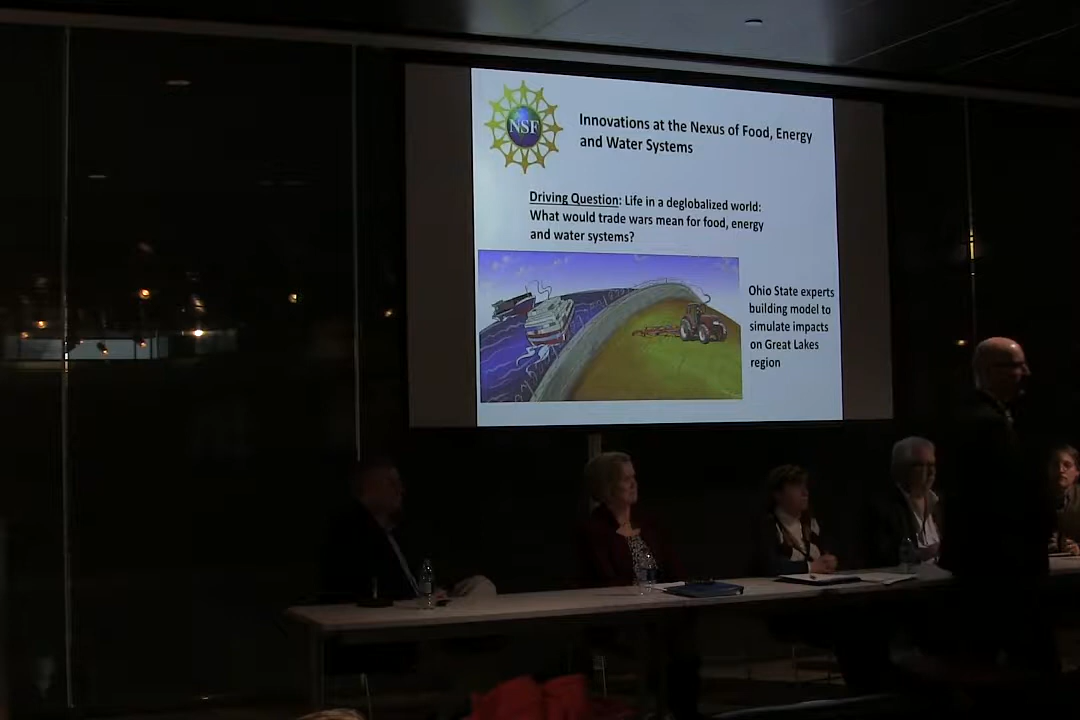 NSF
Innovations at the Nexus of Food, Energy
and Water Systems
Driving Question: Life in a deglobalized world:
What would trade wars mean for food, energy
and water systems?
Ohio State experts
building model to
simulate impacts
on Great Lakes
region